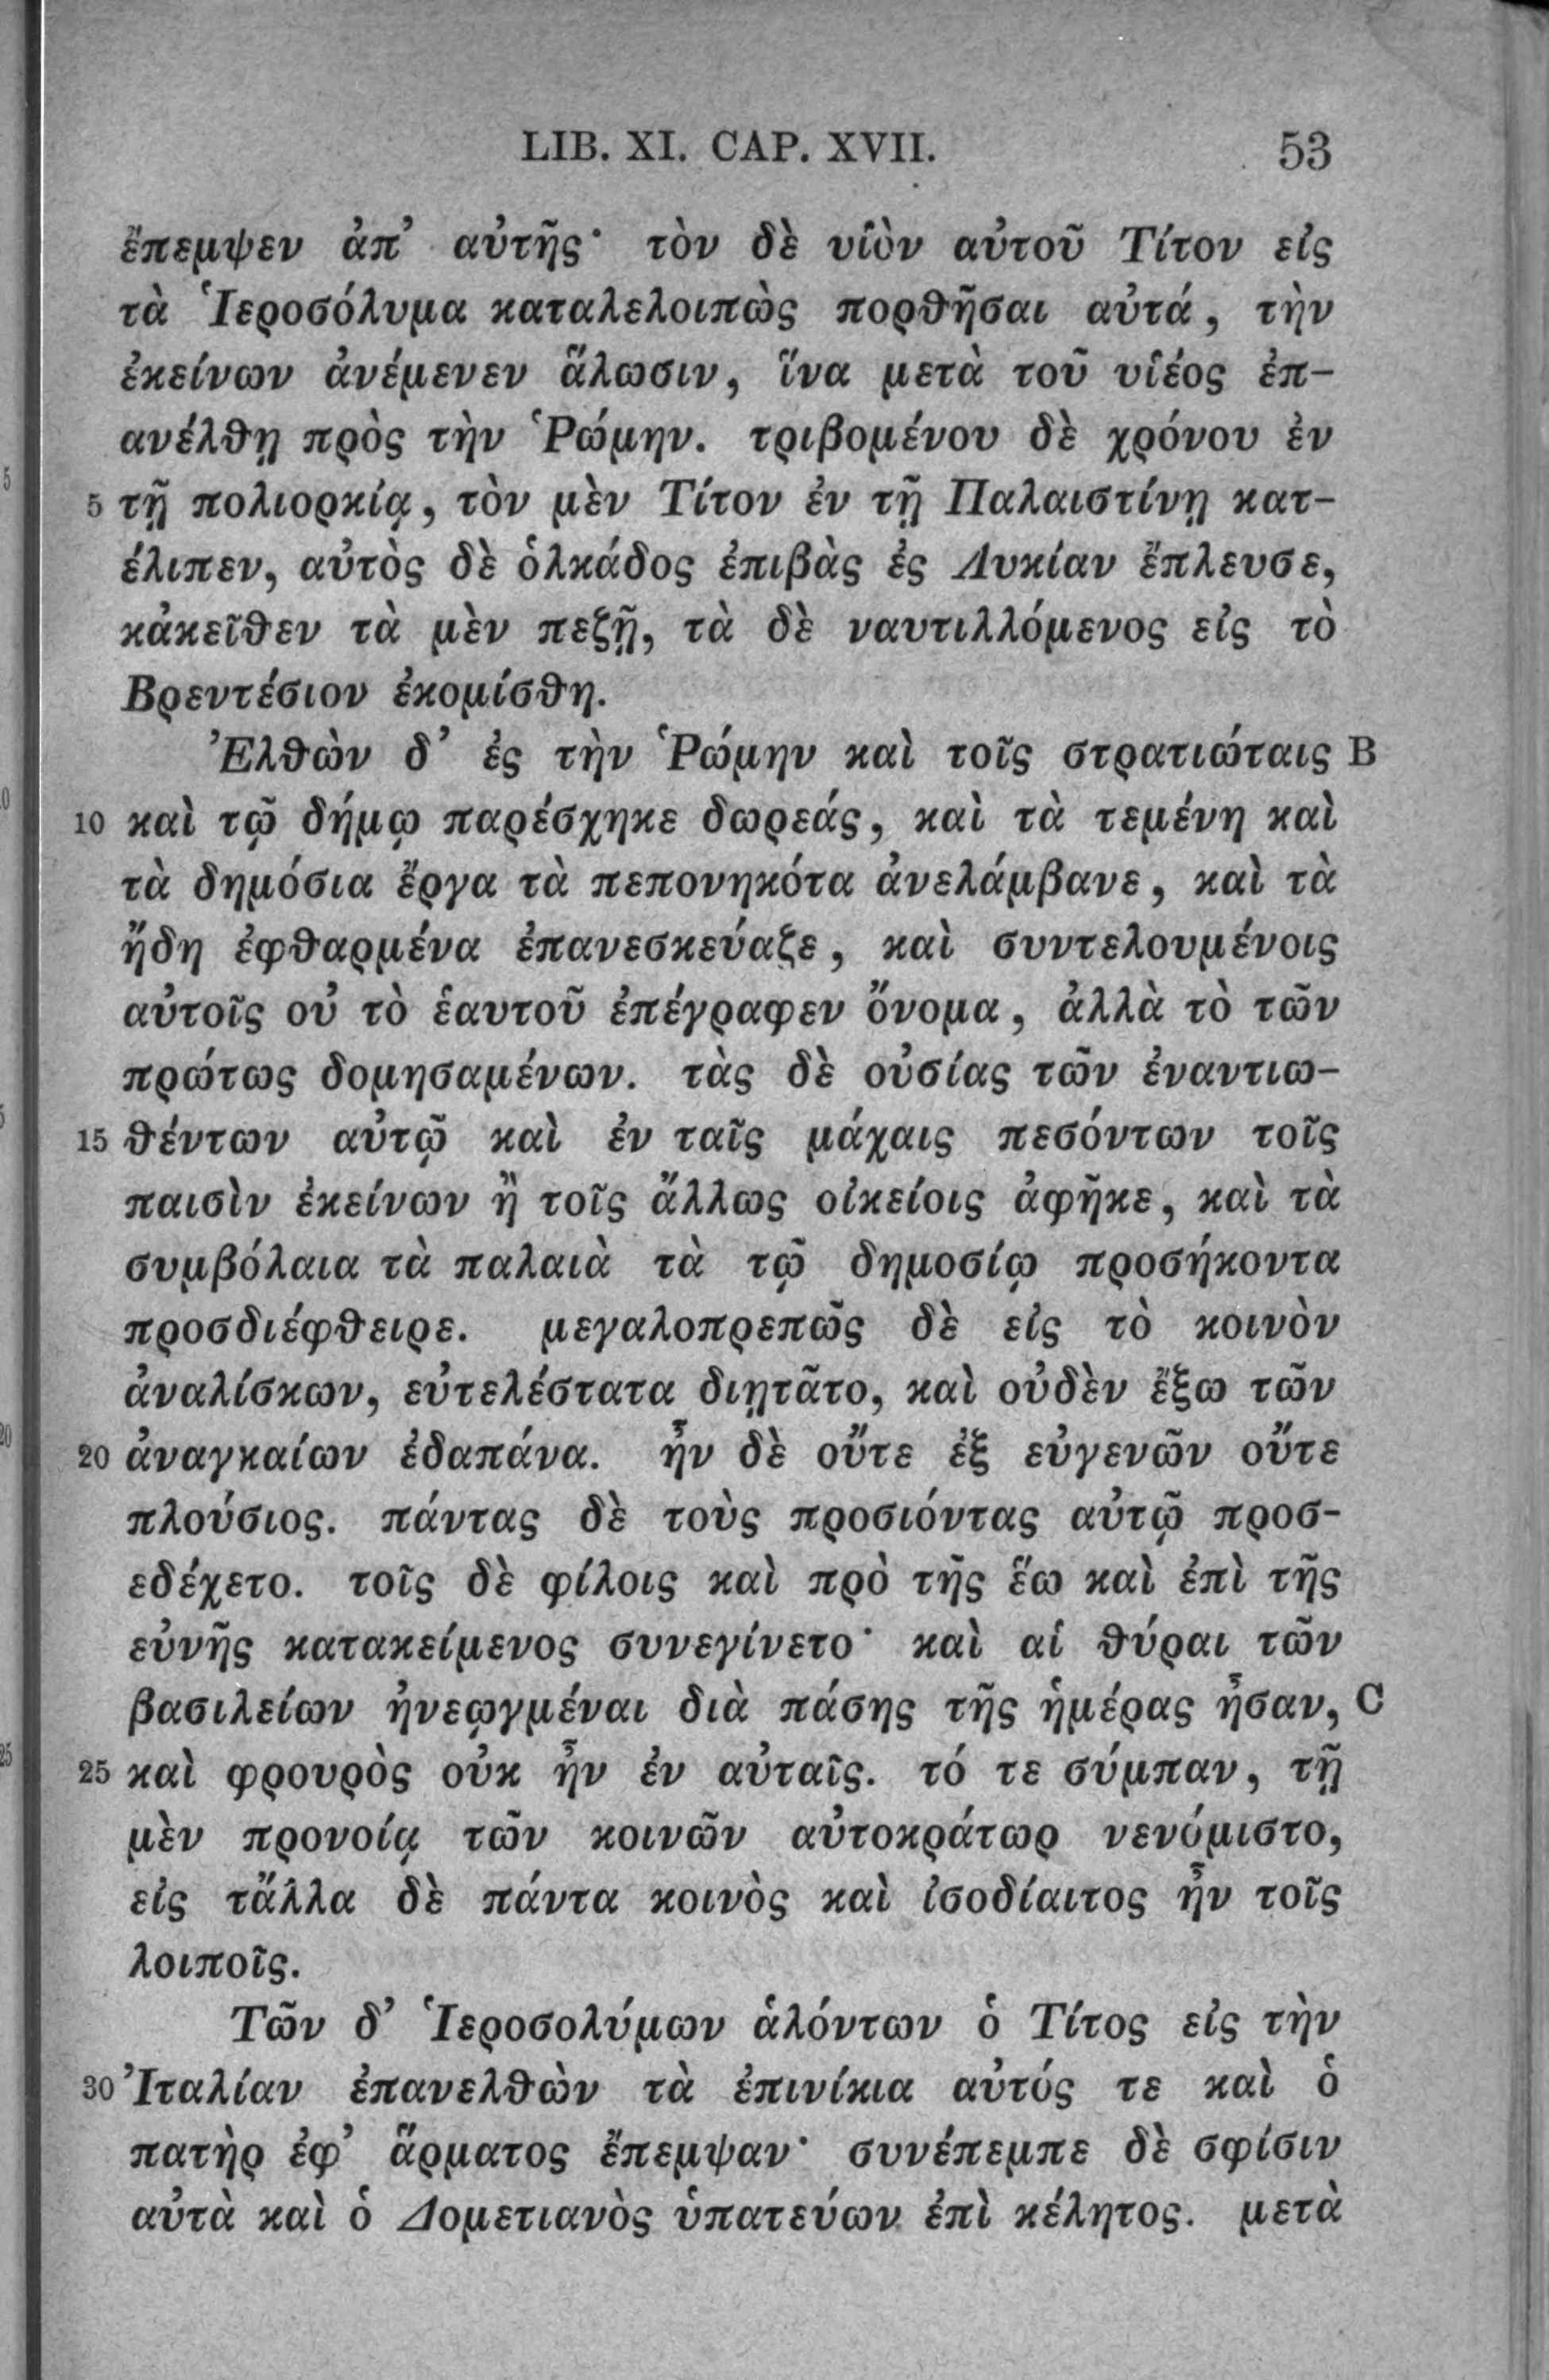 LIB. XI. CAP. XVII. 53
ἔπεμψεν ἀπ' αὐτῆς· τὸν δὲ υἱὸν αὐτοῦ Τίτον εἰς
τὰ Ἱεροσόλυμα καταλελοιπὼς πορθῆσαι αὐτά, τὴν
ἐκείνων ἀνέμενεν ἅλωσιν, ἵνα μετὰ τοῦ υἱέος ἐπ-
ανέλθῃ πρὸς τὴν Ῥώμην. τριβομένου δὲ χρόνου ἐν
5 τῇ πολιορκίᾳ, τὸν μὲν Τίτον ἐν τῇ Παλαιστίνῃ κατ-
έλιπεν, αὐτὸς δὲ ὁλκάδος ἐπιβὰς ἐς Λυκίαν ἔπλευσε,
κἀκεῖθεν τὰ μὲν πεζῇ, τὰ δὲ ναυτιλλόμενος εἰς τὸ
Βρεντέσιον ἐκομίσθη.
Ἐλθὼν δ' ἐς τὴν Ῥώμην καὶ τοῖς στρατιώταις B
10 καὶ τῷ δήμῳ παρέσχηκε δωρεάς, καὶ τὰ τεμένη καὶ
τὰ δημόσια ἔργα τὰ πεπονηκότα ἀνελάμβανε, καὶ τὰ
ἤδη ἐφθαρμένα ἐπανεσκεύαζε, καὶ συντελουμένοις
αὐτοῖς οὐ τὸ ἑαυτοῦ ἐπέγραφεν ὄνομα, ἀλλὰ τὸ τῶν
πρώτως δομησαμένων. τὰς δὲ οὐσίας τῶν ἐναντιω-
15 θέντων αὐτῷ καὶ ἐν ταῖς μάχαις πεσόντων τοῖς
παισὶν ἐκείνων ἢ τοῖς ἄλλως οἰκείοις ἀφῆκε, καὶ τὰ
συμβόλαια τὰ παλαιὰ τὰ τῷ δημοσίῳ προσήκοντα
προσδιέφθειρε. μεγαλοπρεπῶς δὲ εἰς τὸ κοινὸν
ἀναλίσκων, εὐτελέστατα διῃτᾶτο, καὶ οὐδὲν ἔξω τῶν
20 ἀναγκαίων ἐδαπάνα. ἦν δὲ οὔτε ἐξ εὐγενῶν οὔτε
πλούσιος. πάντας δὲ τοὺς προσιόντας αὐτῷ προσ-
εδέχετο. τοῖς δὲ φίλοις καὶ πρὸ τῆς ἕω καὶ ἐπὶ τῆς
εὐνῆς κατακείμενος συνεγίνετο· καὶ αἱ θύραι τῶν
βασιλείων ἠνεῳγμέναι διὰ πάσης τῆς ἡμέρας ἦσαν, C
25 καὶ φρουρὸς οὐκ ἦν ἐν αὐταῖς. τό τε σύμπαν, τῇ
μὲν προνοίᾳ τῶν κοινῶν αὐτοκράτωρ νενόμιστο,
εἰς τἄλλα δὲ πάντα κοινὸς καὶ ἰσοδίαιτος ἦν τοῖς
λοιποῖς.
Τῶν δ' Ἱεροσολύμων ἁλόντων ὁ Τίτος εἰς τὴν
30 Ἰταλίαν ἐπανελθὼν τὰ ἐπινίκια αὐτός τε καὶ ὁ
πατὴρ ἐφ' ἅρματος ἔπεμψαν· συνέπεμπε δὲ σφίσιν
αὐτὰ καὶ ὁ Δομετιανὸς ὑπατεύων ἐπὶ κέλητος. μετὰ